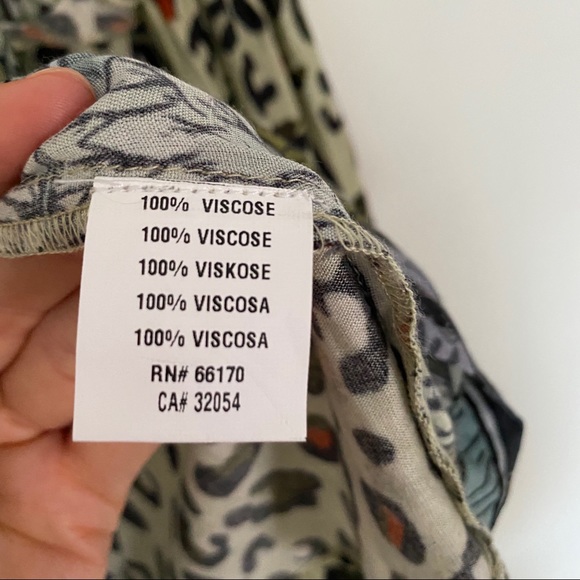 100% VISCOSE
100% VISCOSE
100% VISKOSE
100% VISCOSA
100% VISCOSA
RN# 66170
CA# 32054